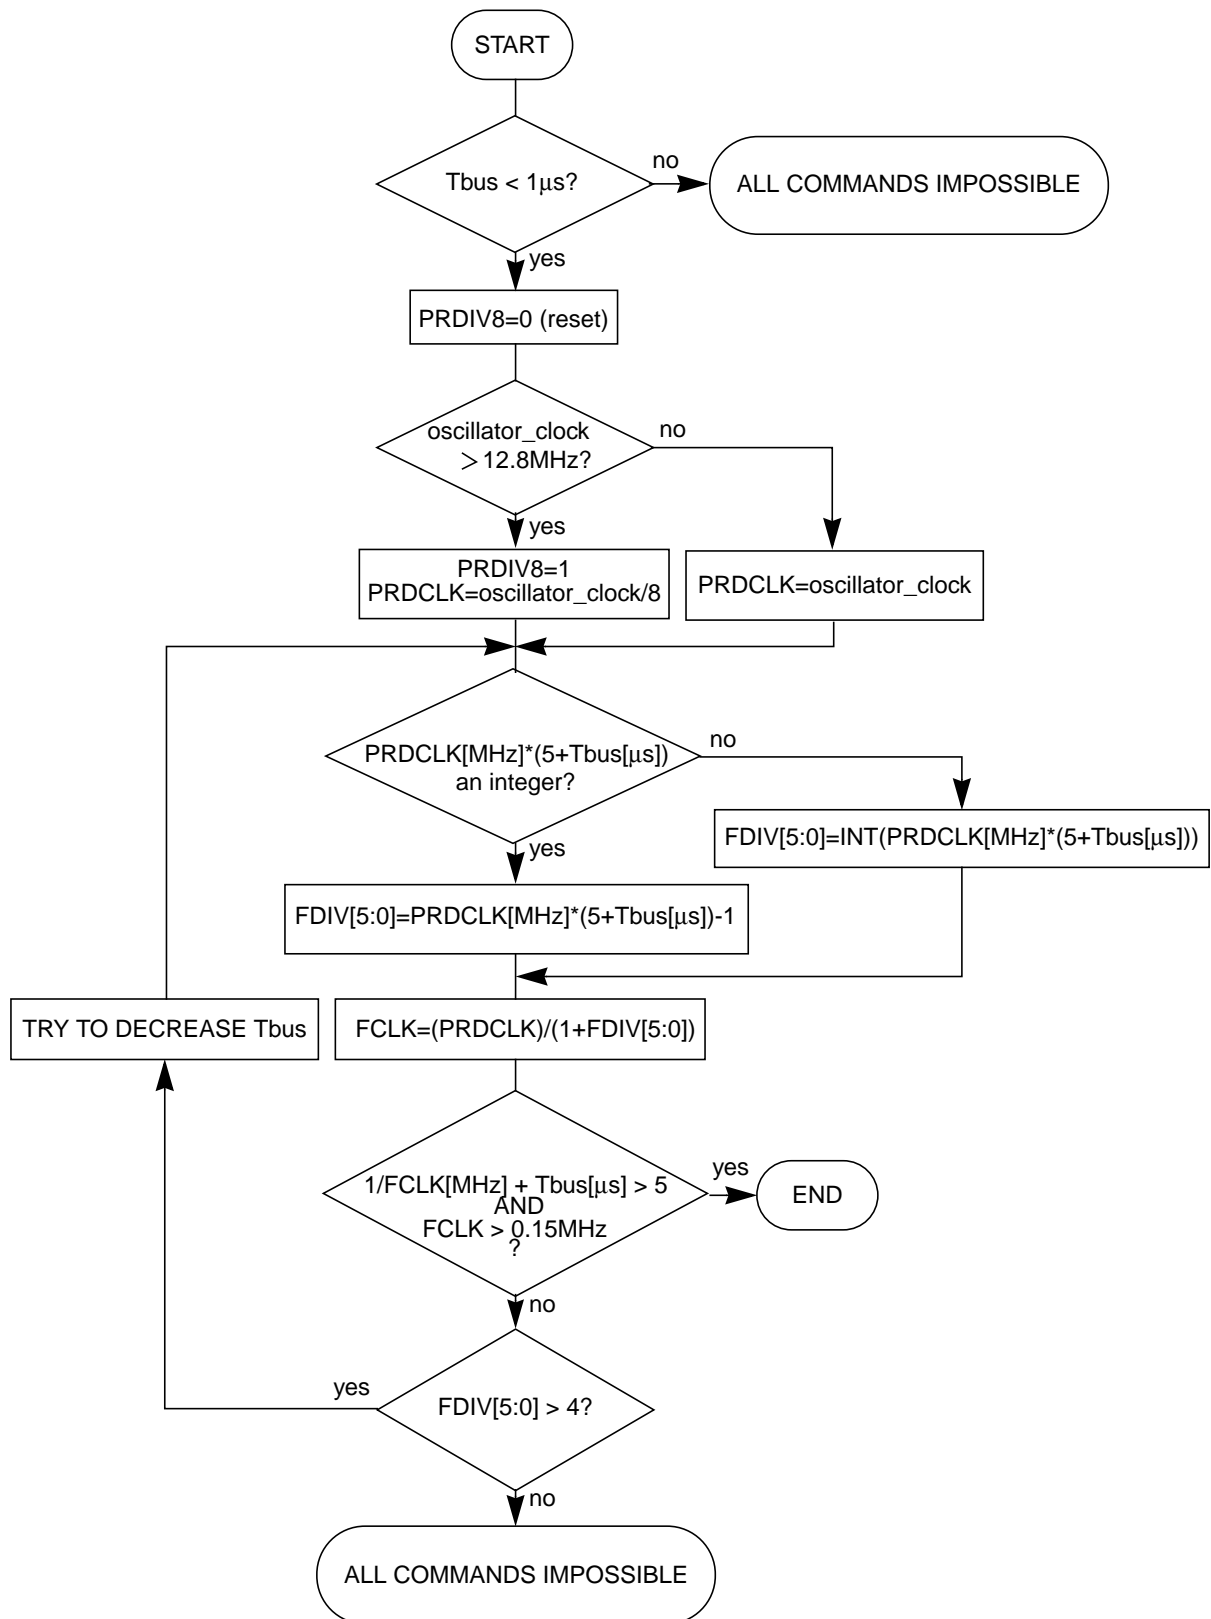 START
Tbus < 1μs?
no
ALL COMMANDS IMPOSSIBLE
yes
PRDIV8=0 (reset)
oscillator_clock
> 12.8MHz?
no
yes
PRDIV8=1
PRDCLK=oscillator_clock/8
PRDCLK=oscillator_clock
PRDCLK[MHz]*(5+Tbus[μs])
an integer?
no
yes
FDIV[5:0]=INT(PRDCLK[MHz]*(5+Tbus[μs]))
FDIV[5:0]=PRDCLK[MHz]*(5+Tbus[μs])-1
TRY TO DECREASE Tbus
FCLK=(PRDCLK)/(1+FDIV[5:0])
1/FCLK[MHz] + Tbus[μs] > 5
AND
FCLK > 0.15MHz
?
yes
END
no
FDIV[5:0] > 4?
yes
no
ALL COMMANDS IMPOSSIBLE